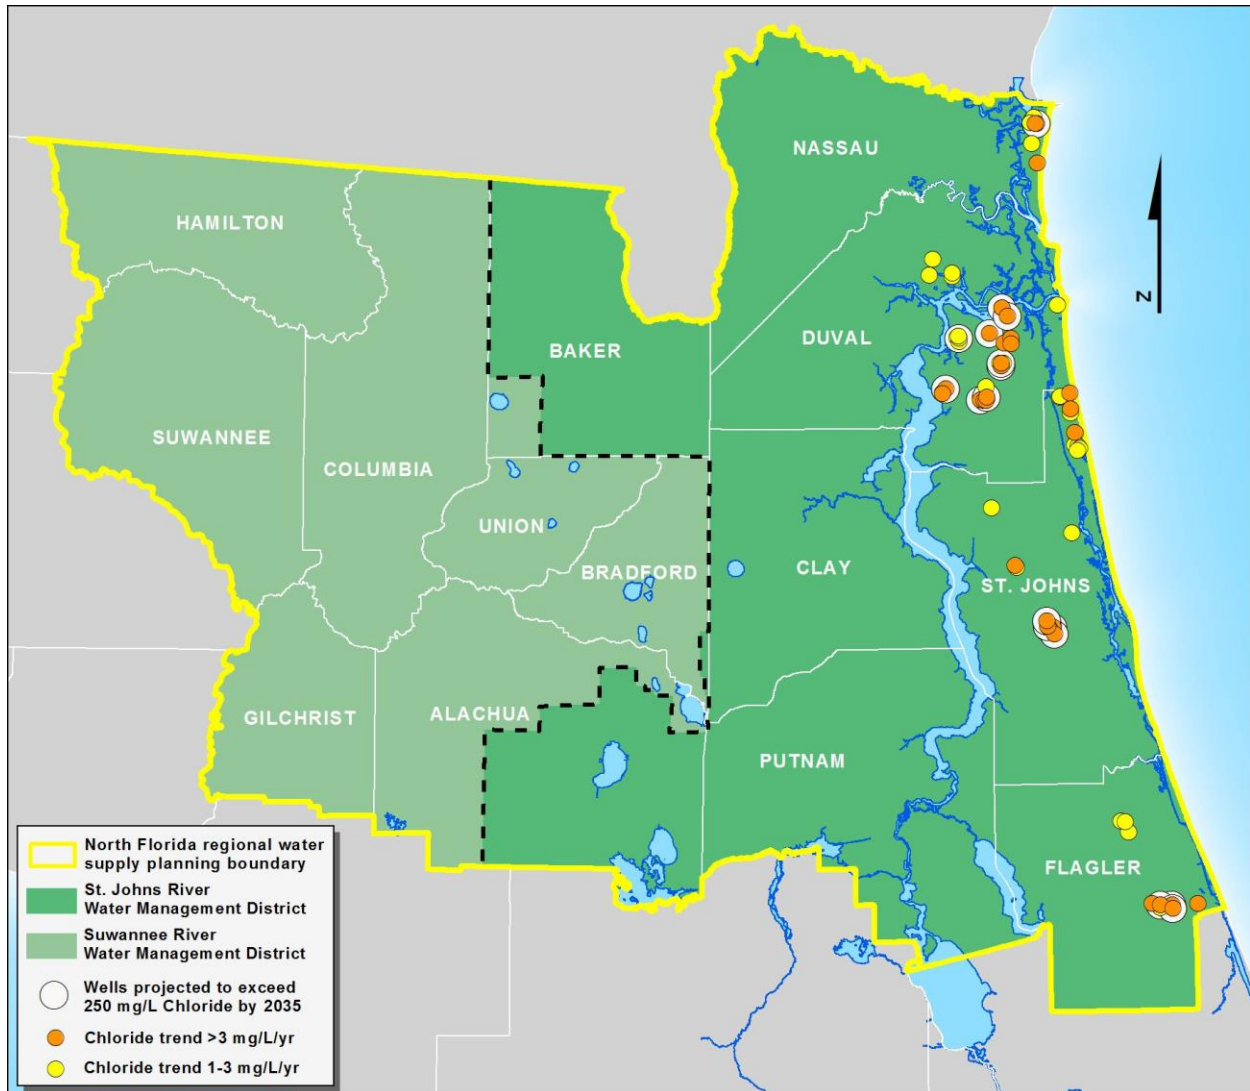 NASSAU
HAMILTON
N
DUVAL
BAKER
SUWANNEE
COLUMBIA
UNION
BRADFORD
CLAY
ST. JOHNS
GILCHRIST
ALACHUA
PUTNAM
FLAGLER
North Florida regional water
supply planning boundary
St. Johns River
Water Management District
Suwannee River
Water Management District
Wells projected to exceed
250 mg/L Chloride by 2035
Chloride trend >3 mg/L/yr
Chloride trend 1-3 mg/L/yr